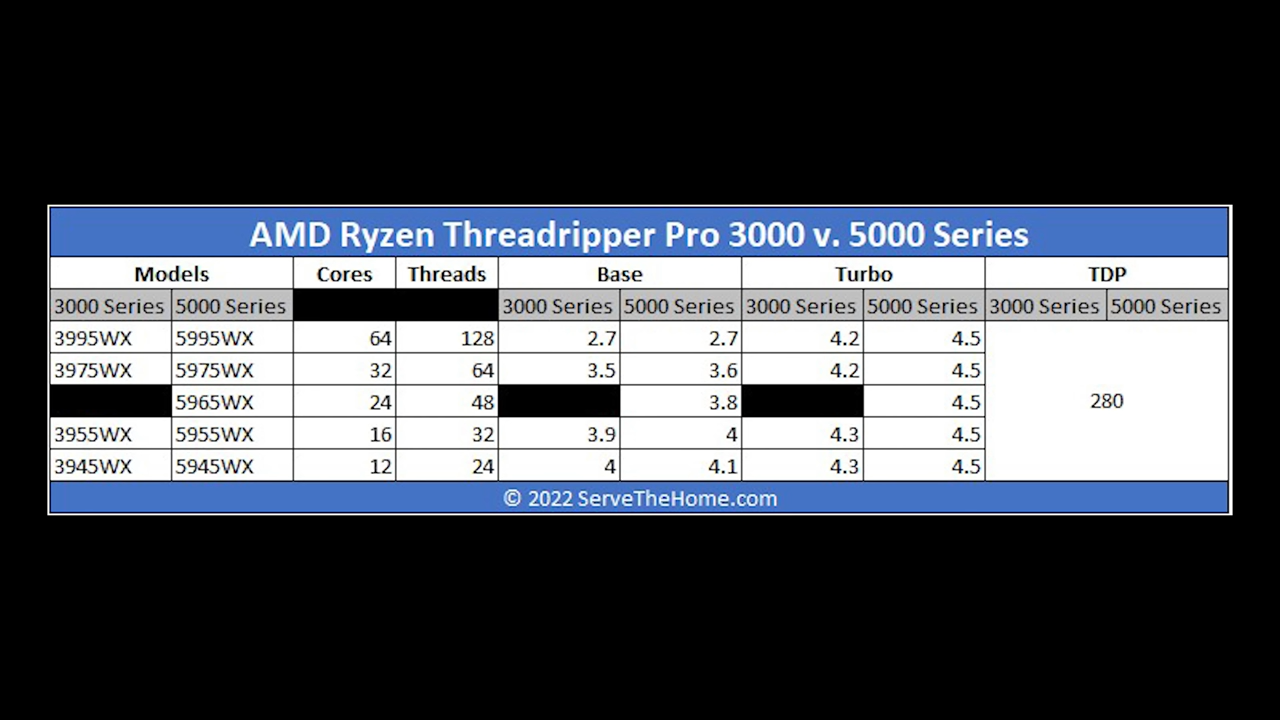 AMD Ryzen Threadripper Pro 3000 v. 5000 Series
Models Cores Threads Base Turbo TDP
3000 Series 5000 Series 3000 Series 5000 Series 3000 Series 5000 Series 3000 Series 5000 Series
3995WX 5995WX 64 128 2.7 2.7 4.2 4.5
3975WX 5975WX 32 64 3.5 3.6 4.2 4.5
5965WX 24 48 3.8 4.5 280
3955WX 5955WX 16 32 3.9 4 4.3 4.5
3945WX 5945WX 12 24 4 4.1 4.3 4.5
© 2022 ServeTheHome.com